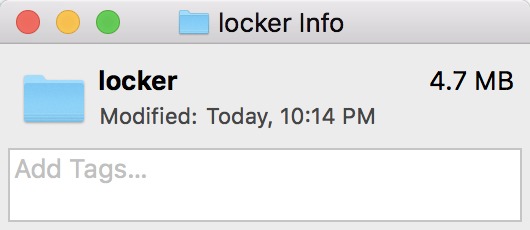 locker Info
locker 4.7 MB
Modified: Today, 10:14 PM
Add Tags...